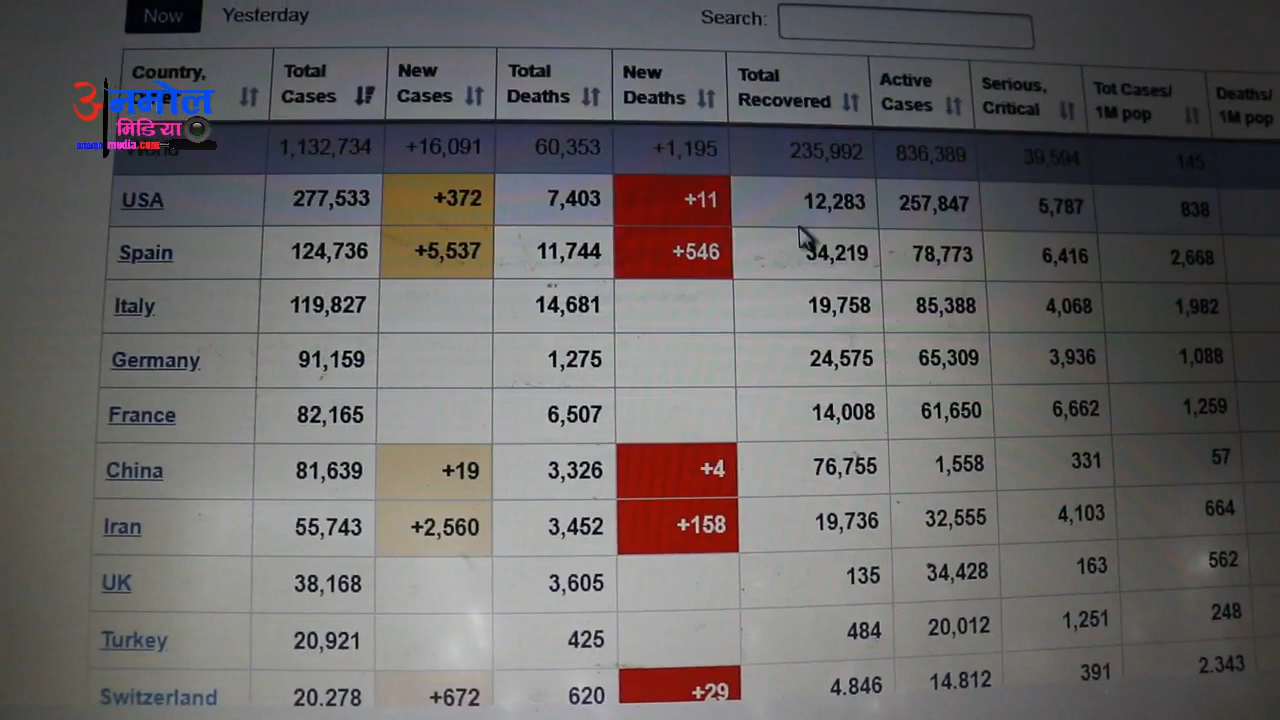 Now Yesterday Search:
Country, Total Cases New Cases Total Deaths New Deaths Total Recovered Active Cases Serious, Critical Tot Cases/ 1M pop Deaths/ 1M pop
अनमोल
मिडिया
media.com
World 1,132,734 +16,091 60,353 +1,195 235,992 836,389 39,594 145
USA 277,533 +372 7,403 +11 12,283 257,847 5,787 838
Spain 124,736 +5,537 11,744 +546 34,219 78,773 6,416 2,668
Italy 119,827 14,681 19,758 85,388 4,068 1,982
Germany 91,159 1,275 24,575 65,309 3,936 1,088
France 82,165 6,507 14,008 61,650 6,662 1,259
China 81,639 +19 3,326 +4 76,755 1,558 331 57
Iran 55,743 +2,560 3,452 +158 19,736 32,555 4,103 664
UK 38,168 3,605 135 34,428 163 562
Turkey 20,921 425 484 20,012 1,251 248
Switzerland 20.278 +672 620 +29 4.846 14.812 391 2.343